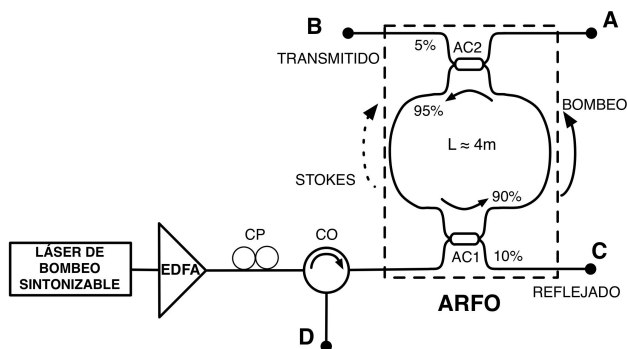 B
A
TRANSMITIDO
5%
AC2
95%
BOMBEO
L ≈ 4m
STOKES
90%
CP
CO
LÁSER DE
BOMBEO
SINTONIZABLE
EDFA
AC1
10%
C
REFLEJADO
ARFO
D